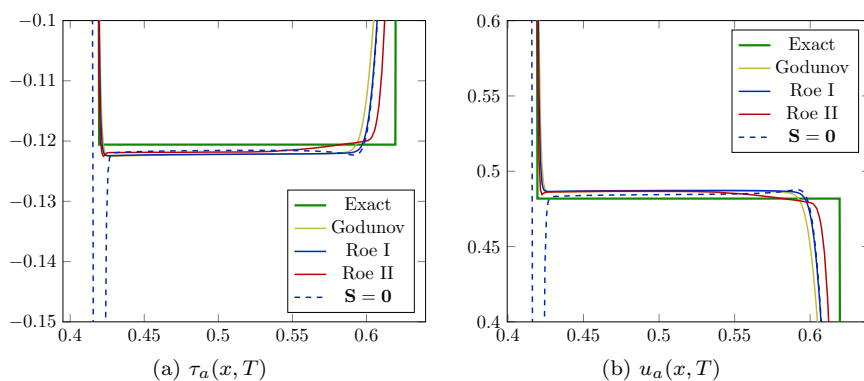 −0.1
−0.11
−0.12
−0.13
−0.14
−0.15
0.4
0.45
0.5
0.55
0.6
Exact
Godunov
Roe I
Roe II
S = 0
(a) τₐ(x, T)
0.6
0.55
0.5
0.45
0.4
0.4
0.45
0.5
0.55
0.6
Exact
Godunov
Roe I
Roe II
S = 0
(b) uₐ(x, T)